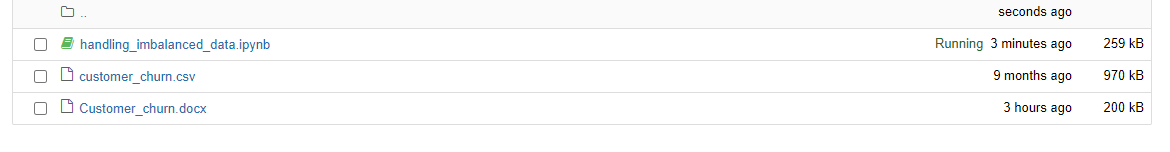 .. seconds ago
handling_imbalanced_data.ipynb Running 3 minutes ago 259 kB
customer_churn.csv 9 months ago 970 kB
Customer_churn.docx 3 hours ago 200 kB